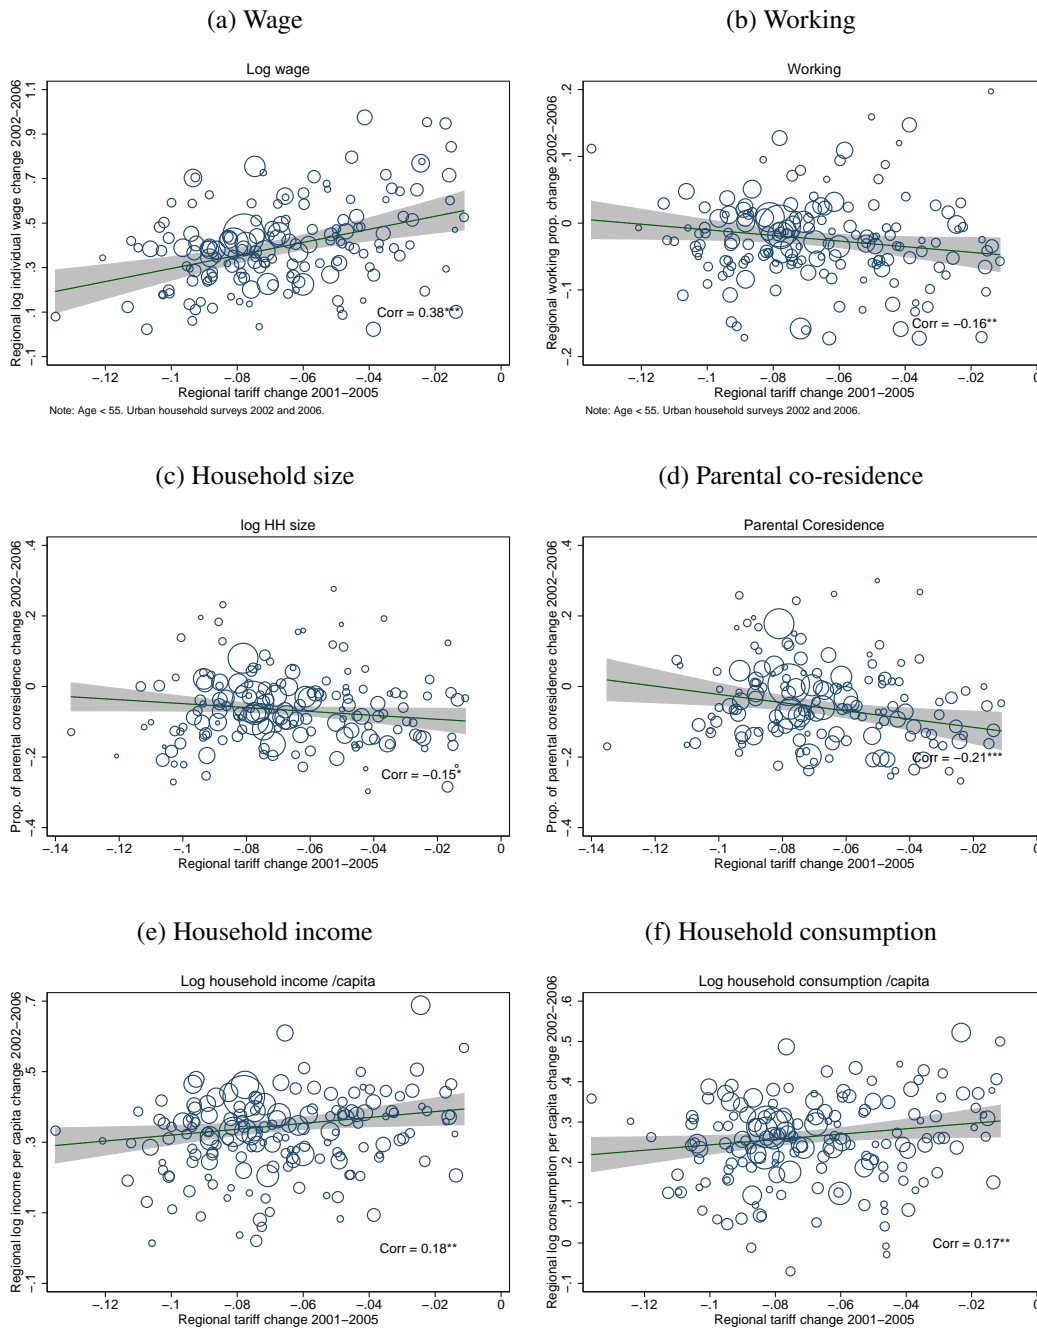 (a) Wage
(b) Working
Log wage
Regional log individual wage change 2002−2006
−.1 .1 .3 .5 .7 .9 1.1
Corr = 0.38***
−.14 −.12 −.1 −.08 −.06 −.04 −.02 0
Regional tariff change 2001−2005
Note: Age < 55. Urban household surveys 2002 and 2006.
Working
Regional working prop. change 2002−2006
−.2 −.1 0 .1 .2
Corr = −0.16**
−.12 −.1 −.08 −.06 −.04 −.02 0
Regional tariff change 2001−2005
Note: Age < 55. Urban household surveys 2002 and 2006.
(c) Household size
(d) Parental co-residence
log HH size
Prop. of parental coresidence change 2002−2006
−.4 −.2 0 .2 .4
Corr = −0.15*
−.14 −.12 −.1 −.08 −.06 −.04 −.02 0
Regional tariff change 2001−2005
Parental Coresidence
Prop. of parental coresidence change 2002−2006
−.4 −.2 0 .2 .4
Corr = −0.21***
−.14 −.12 −.1 −.08 −.06 −.04 −.02 0
Regional tariff change 2001−2005
(e) Household income
(f) Household consumption
Log household income /capita
Regional log income per capita change 2002−2006
−.1 .1 .3 .5 .7
Corr = 0.18**
−.12 −.1 −.08 −.06 −.04 −.02 0
Regional tariff change 2001−2005
Log household consumption /capita
Regional log consumption per capita change 2002−2006
−.1 0 .1 .2 .3 .4 .5 .6
Corr = 0.17**
−.12 −.1 −.08 −.06 −.04 −.02 0
Regional tariff change 2001−2005